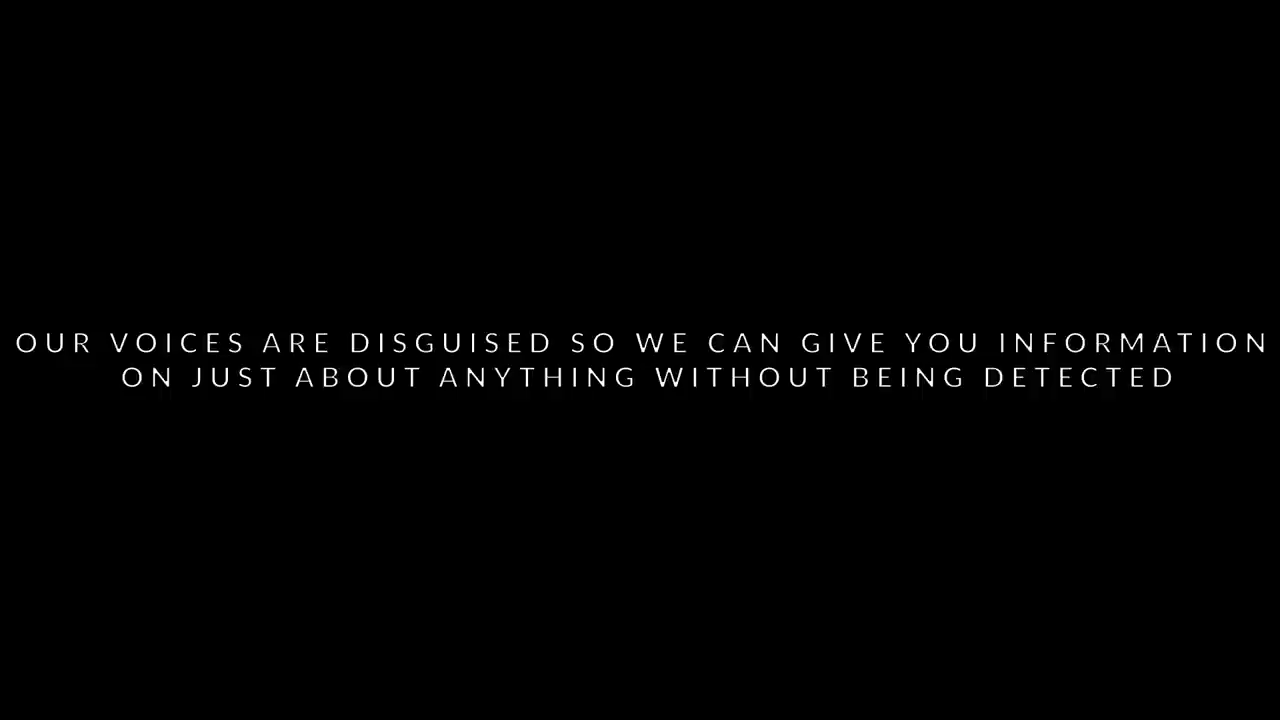 OUR VOICES ARE DISGUISED SO WE CAN GIVE YOU INFORMATION
ON JUST ABOUT ANYTHING WITHOUT BEING DETECTED